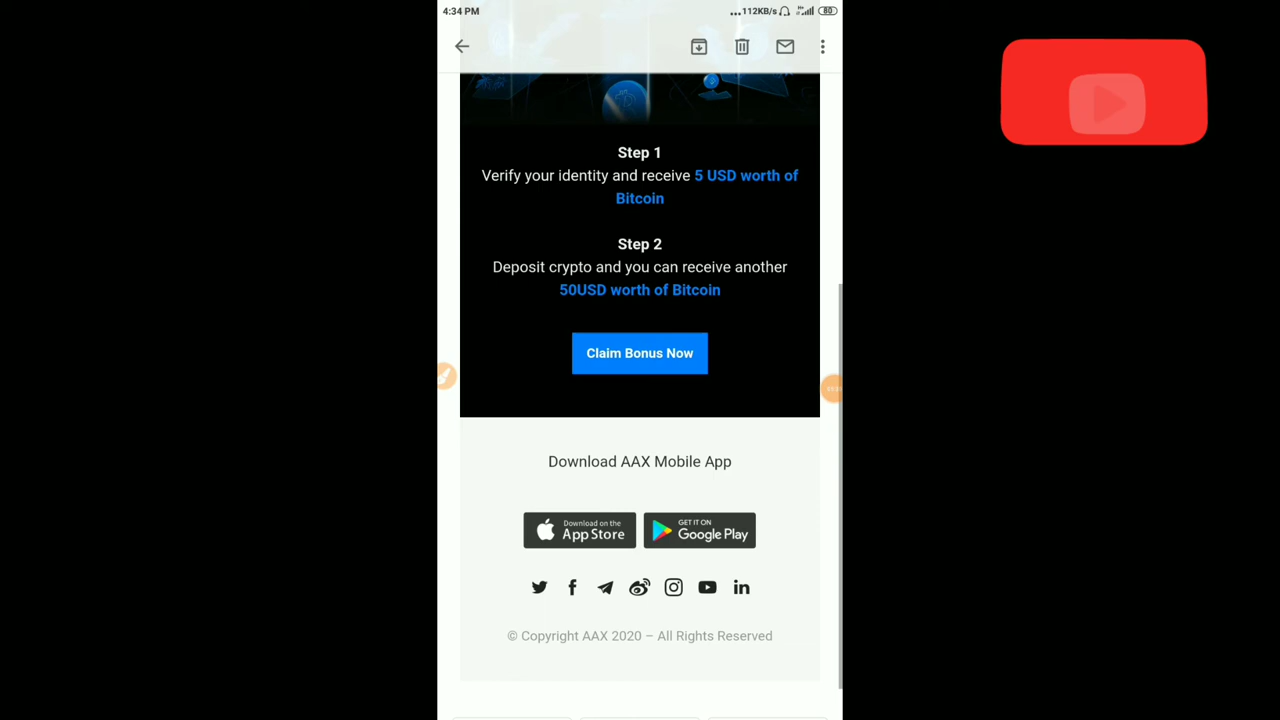 4:34 PM
...112KB/s
80
Step 1
Verify your identity and receive 5 USD worth of
Bitcoin
Step 2
Deposit crypto and you can receive another
50USD worth of Bitcoin
Claim Bonus Now
Download AAX Mobile App
Download on the
App Store
GET IT ON
Google Play
© Copyright AAX 2020 – All Rights Reserved